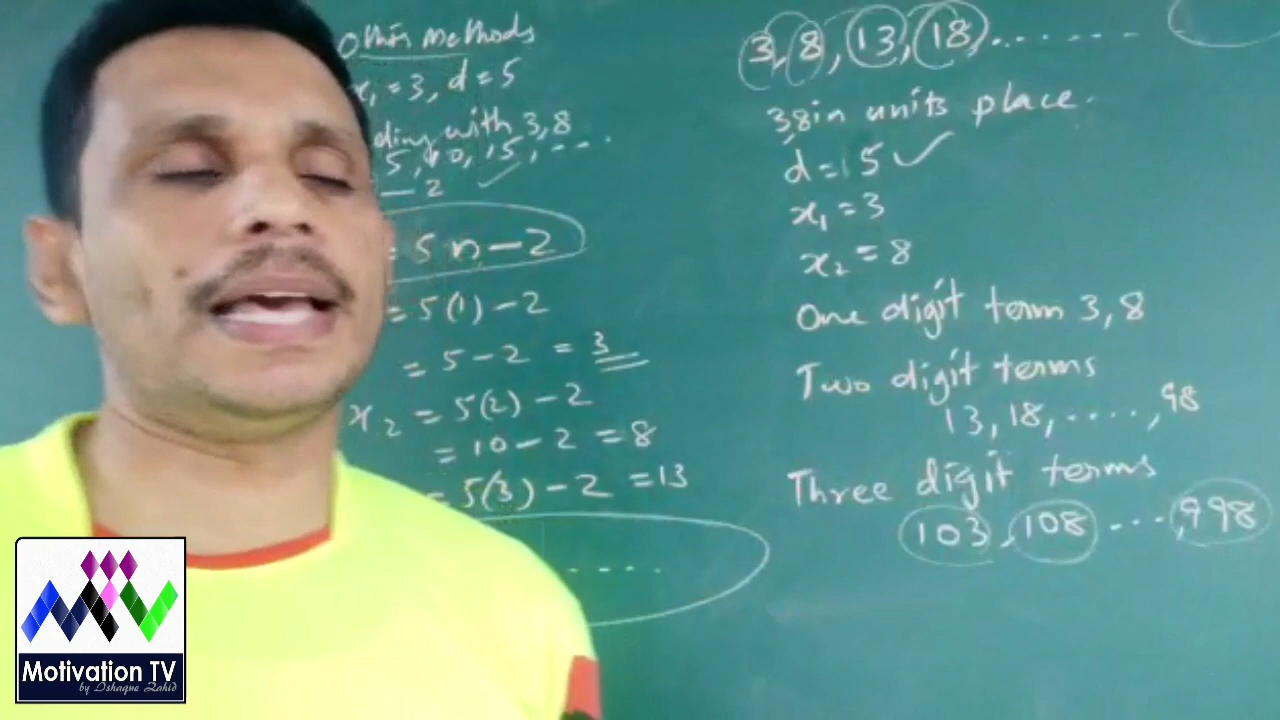 Other Methods
x₁ = 3, d = 5
ding with 3,8
5, 10, 15, ....
— 2
= 5n — 2
= 5(1) — 2
= 5 — 2 = 3
x₂ = 5(2) — 2
= 10 — 2 = 8
= 5(3) — 2 = 13
.....
3, 8, 13, 18, .......
3,8 in units place.
d = 5 ✓
x₁ = 3
x₂ = 8
One digit term 3, 8
Two digit terms
13, 18, ....., 98
Three digit terms
103, 108 ...., 998
Motivation TV
by Ishaque Zahid